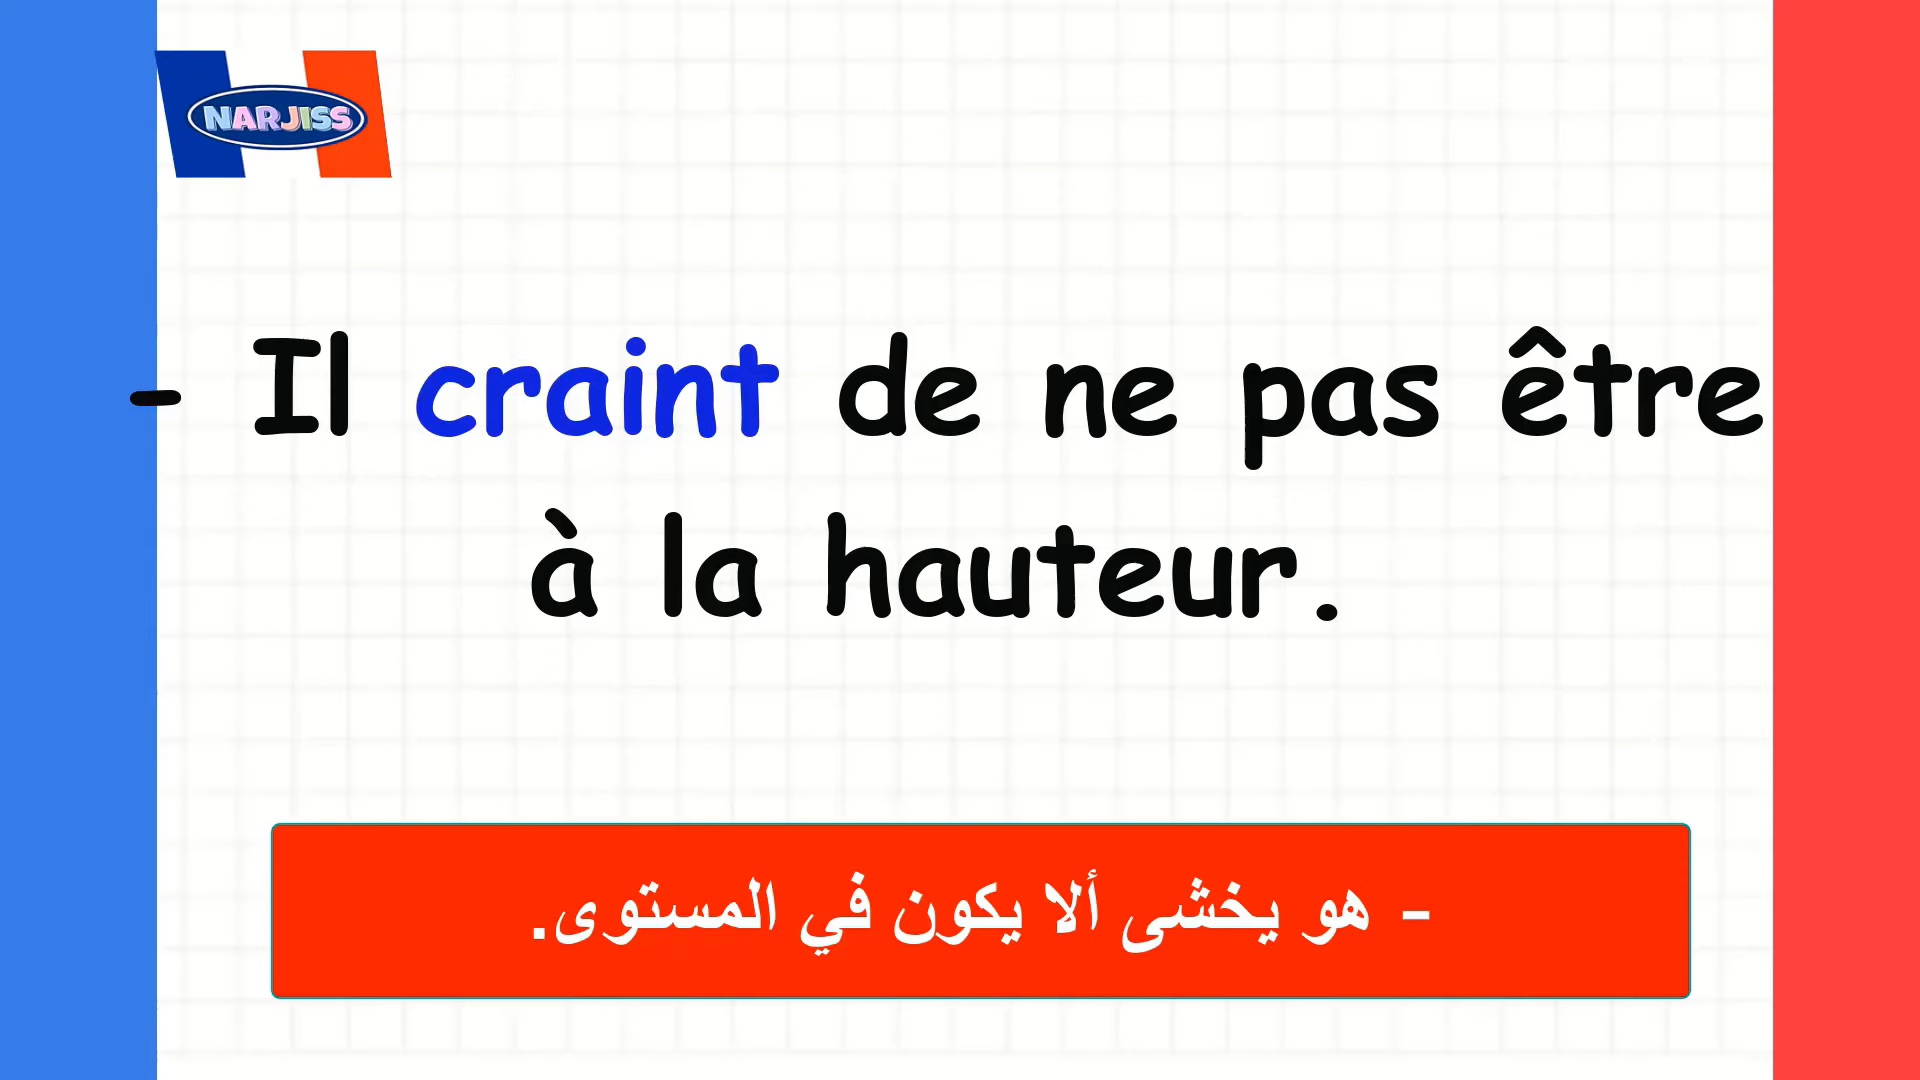 NARJISS
- Il craint de ne pas être
à la hauteur.
- هو يخشى ألا يكون في المستوى.